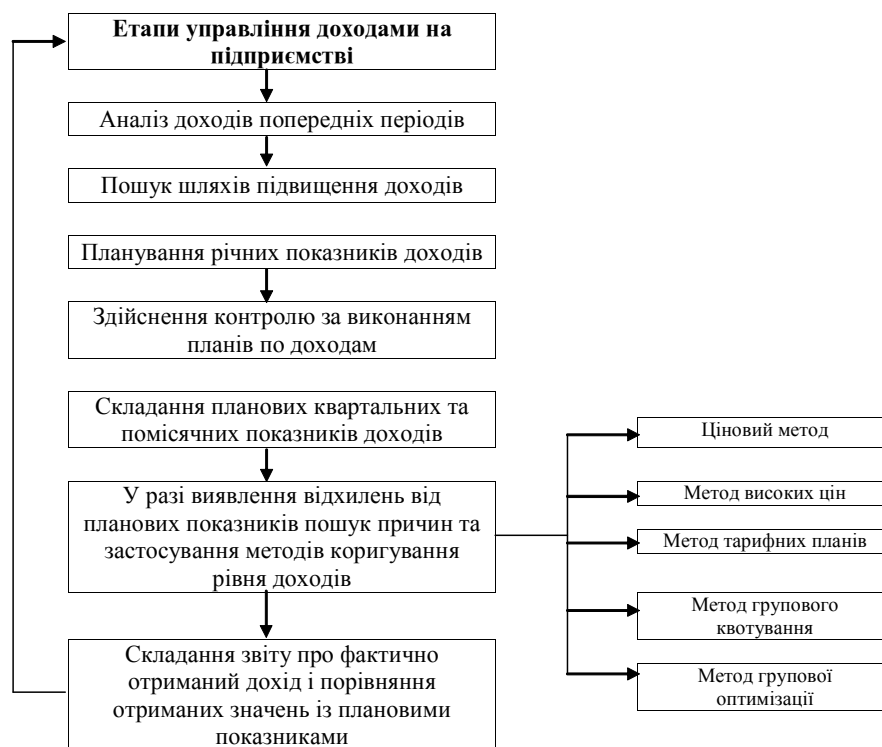 Етапи управління доходами на
підприємстві
Аналіз доходів попередніх періодів
Пошук шляхів підвищення доходів
Планування річних показників доходів
Здійснення контролю за виконанням
планів по доходам
Складання планових квартальних та
помісячних показників доходів
У разі виявлення відхилень від
планових показників пошук причин та
застосування методів коригування
рівня доходів
Складання звіту про фактично
отриманий дохід і порівняння
отриманих значень із плановими
показниками
Ціновий метод
Метод високих цін
Метод тарифних планів
Метод групового
квотування
Метод групової
оптимізації